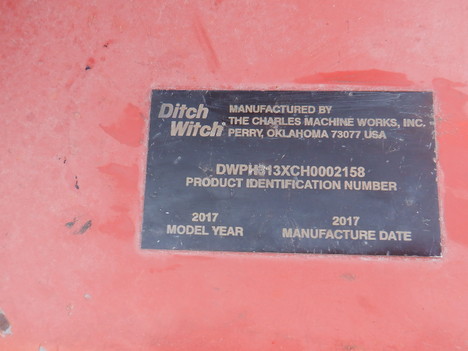 Ditch Witch
MANUFACTURED BY
THE CHARLES MACHINE WORKS, INC.
PERRY, OKLAHOMA 73077 USA
DWPH313XCH0002158
PRODUCT IDENTIFICATION NUMBER
2017
MODEL YEAR
2017
MANUFACTURE DATE